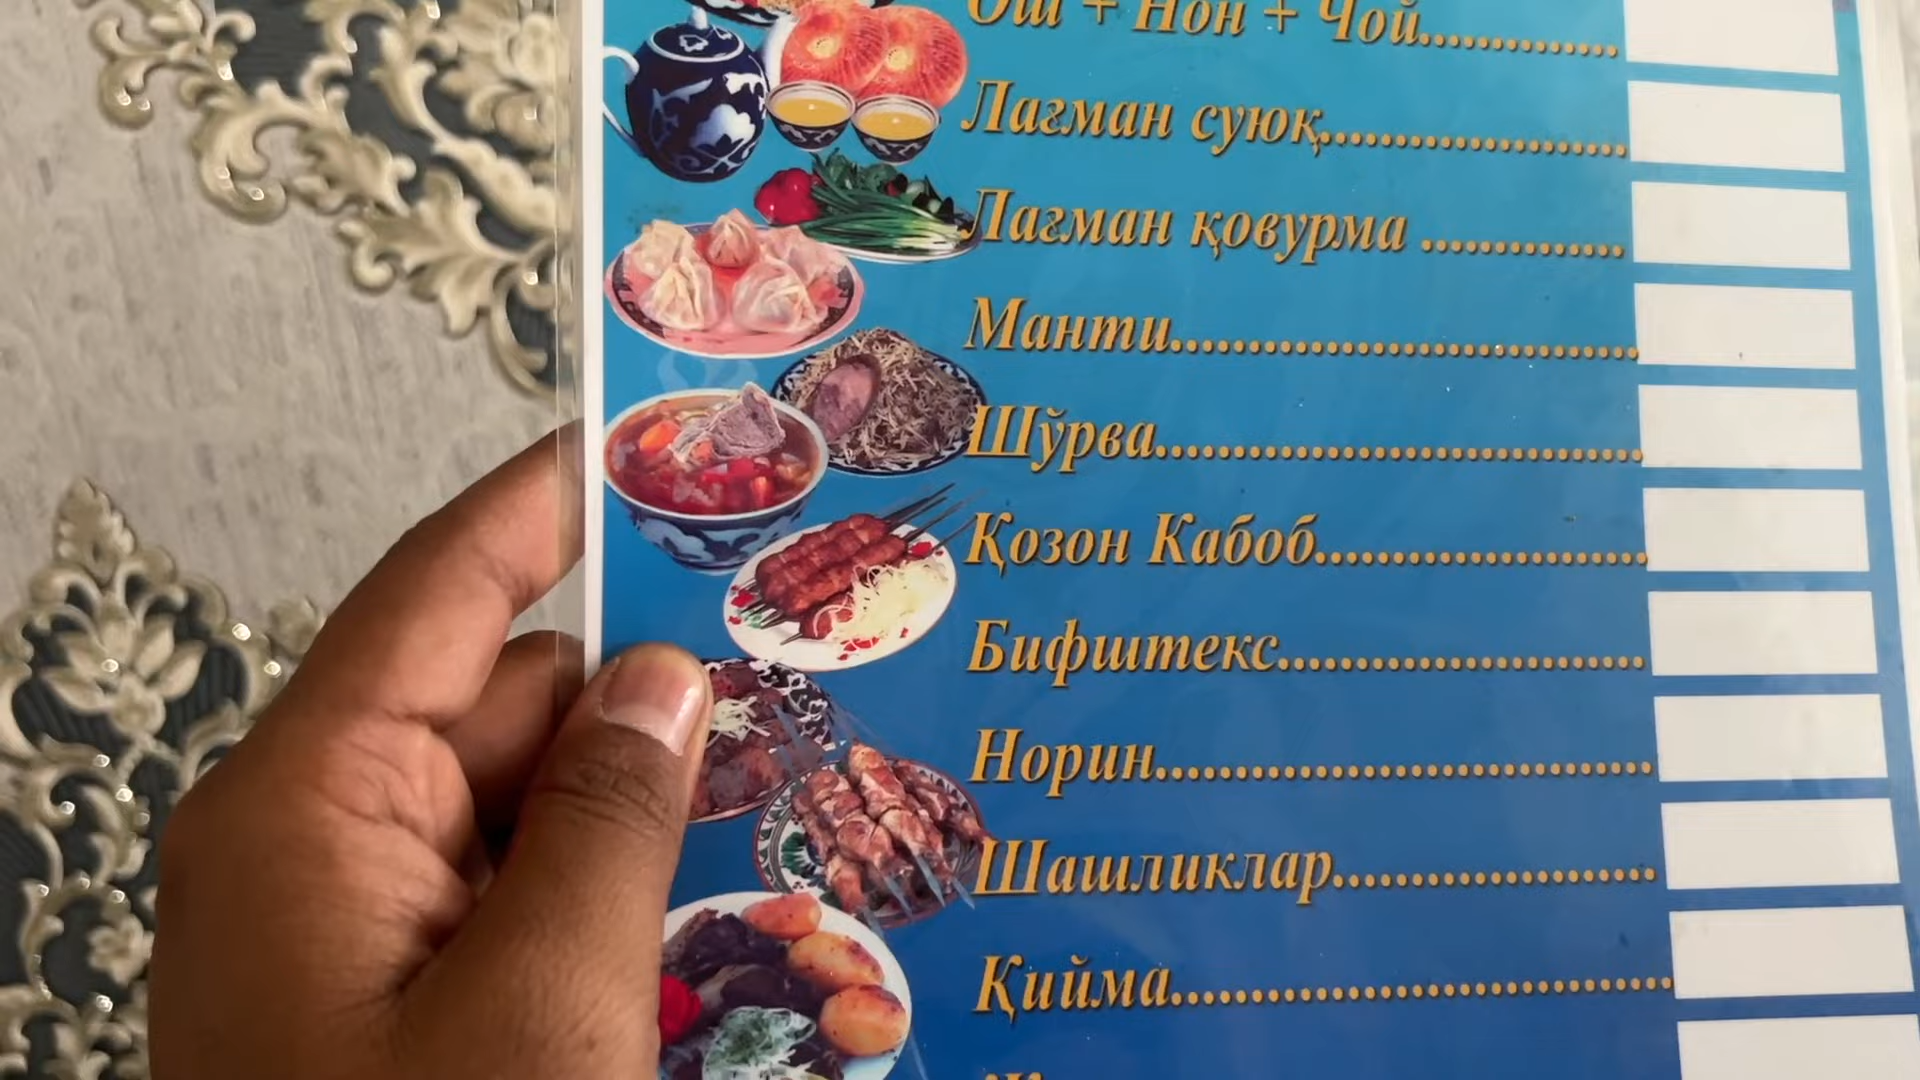 Ош + Нон + Чой.............
Лағман суюқ......................
Лағман қовурма ..............
Манти................................
Шўрва.................................
Қозон Кабоб.......................
Бифштекс.........................
Норин.................................
Шашликлар.....................
Қийма.................................